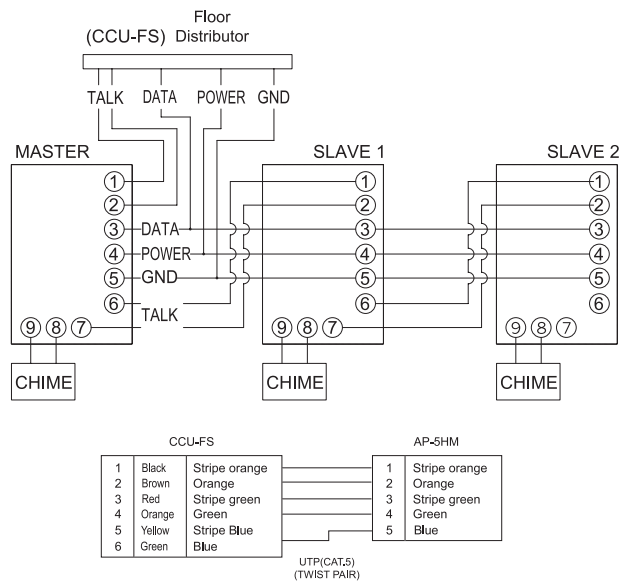 Floor
(CCU-FS) Distributor
TALK DATA POWER GND
MASTER SLAVE 1 SLAVE 2
1 1 1
2 2 2
3 DATA 3 3
4 POWER 4 4
5 GND 5 5
6 6 6
TALK
9 8 7 9 8 7 9 8 7
CHIME CHIME CHIME
CCU-FS AP-5HM
1 Black Stripe orange 1 Stripe orange
2 Brown Orange 2 Orange
3 Red Stripe green 3 Stripe green
4 Orange Green 4 Green
5 Yellow Stripe Blue 5 Blue
6 Green Blue
UTP(CAT.5)
(TWIST PAIR)